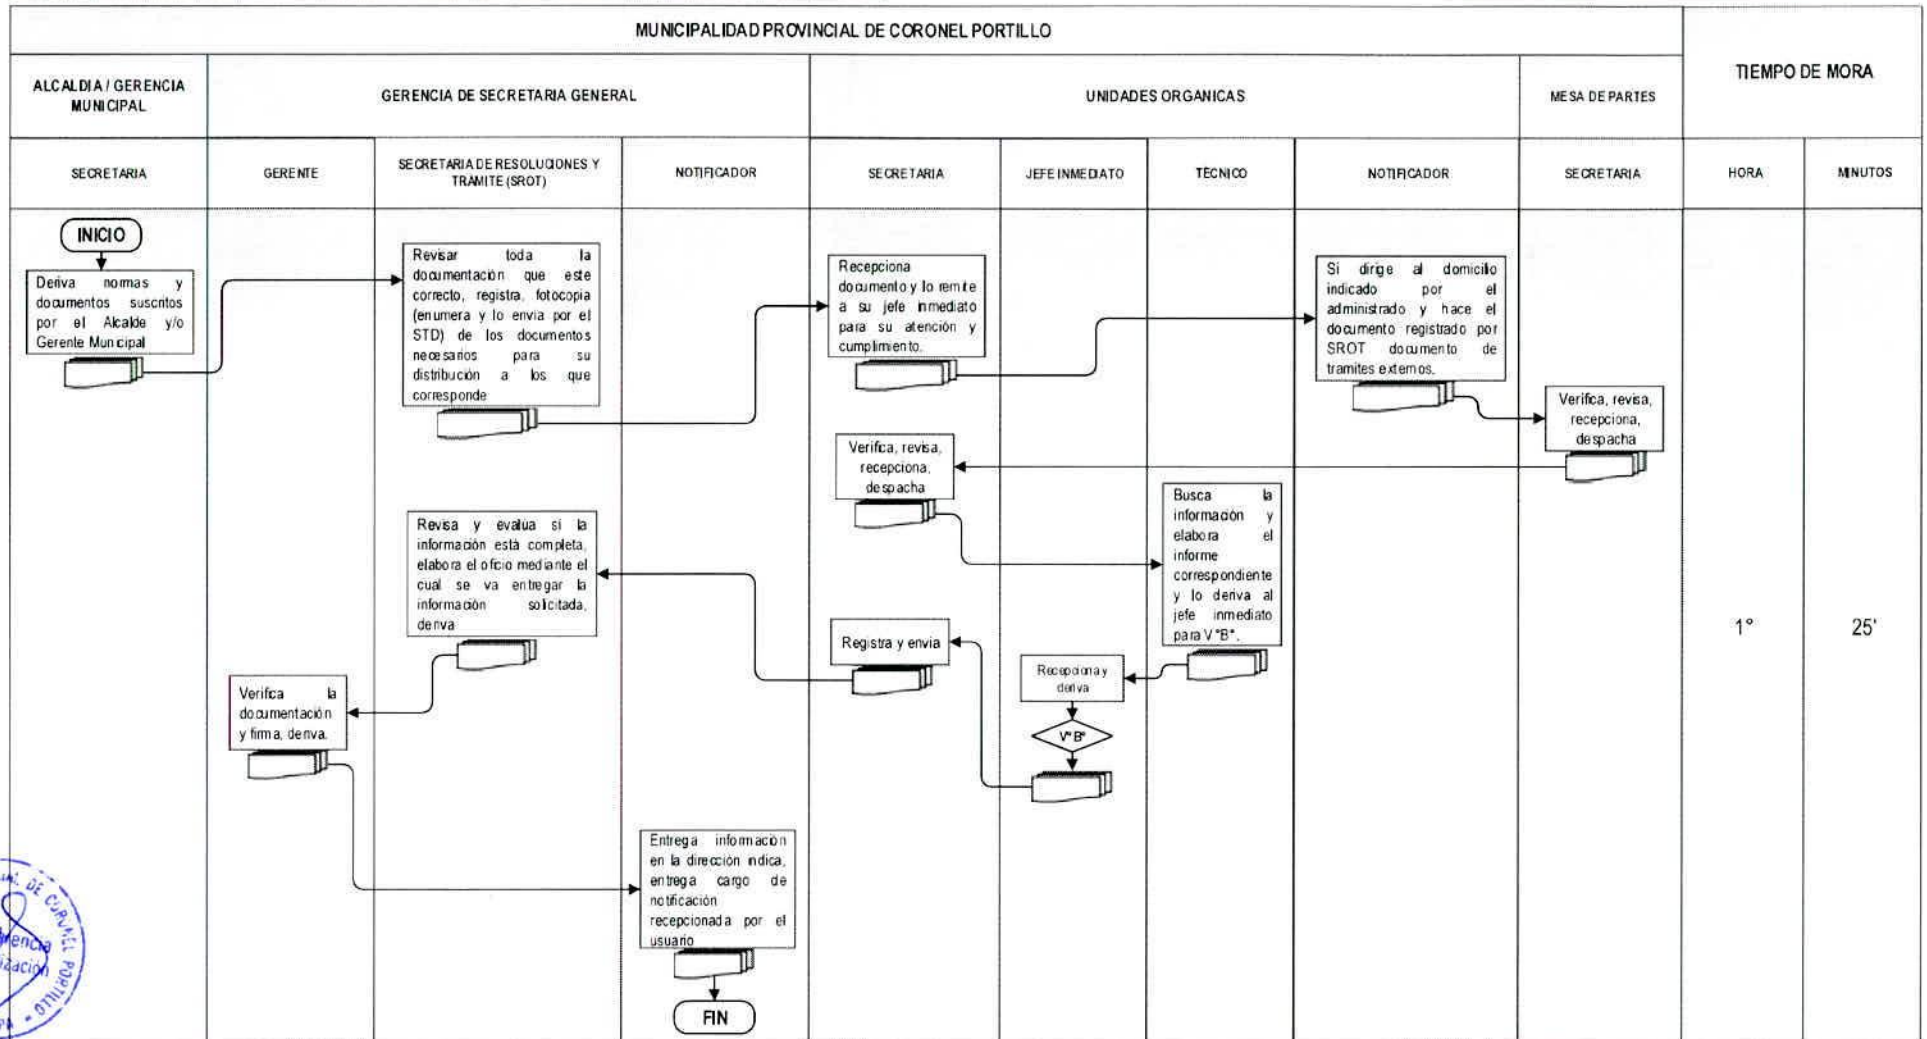 MUNICIPALIDAD PROVINCIAL DE CORONEL PORTILLO
TIEMPO DE MORA
ALCALDIA / GERENCIA
MUNICIPAL
GERENCIA DE SECRETARIA GENERAL
UNIDADES ORGANICAS
MESA DE PARTES
SECRETARIA
GERENTE
SECRETARIA DE RESOLUCIONES Y
TRÁMITE (SROT)
NOTIFICADOR
SECRETARIA
JEFE INMEDIATO
TÉCNICO
NOTIFICADOR
SECRETARIA
HORA
MINUTOS
INICIO
Deriva normas y
documentos suscritos
por el Alcalde y/o
Gerente Municipal
Revisar toda la
documentación que este
correcto, registra, fotocopia
(enumera y lo envia por el
STD) de los documentos
necesarios para su
distribución a los que
corresponde
Recepciona
documento y lo remite
a su jefe inmediato
para su atención y
cumplimiento.
Si dirige al domicilio
indicado por el
administrado y hace el
documento registrado por
SROT documento de
tramites externos.
Verifica, revisa,
recepciona,
despacha
Verifica, revisa,
recepciona,
despacha
Busca la
información y
elabora el
informe
correspondiente
y lo deriva al
jefe inmediato
para V°B°.
Revisa y evalúa si la
información está completa,
elabora el oficio mediante el
cual se va entregar la
información solicitada,
deriva
Registra y envia
Recepciona y
deriva
V°B°
1°
25'
Verifica la
documentación
y firma, deriva.
Entrega información
en la dirección indica,
entrega cargo de
notificación
recepcionada por el
usuario
FIN
DE CORONEL PORTILLO